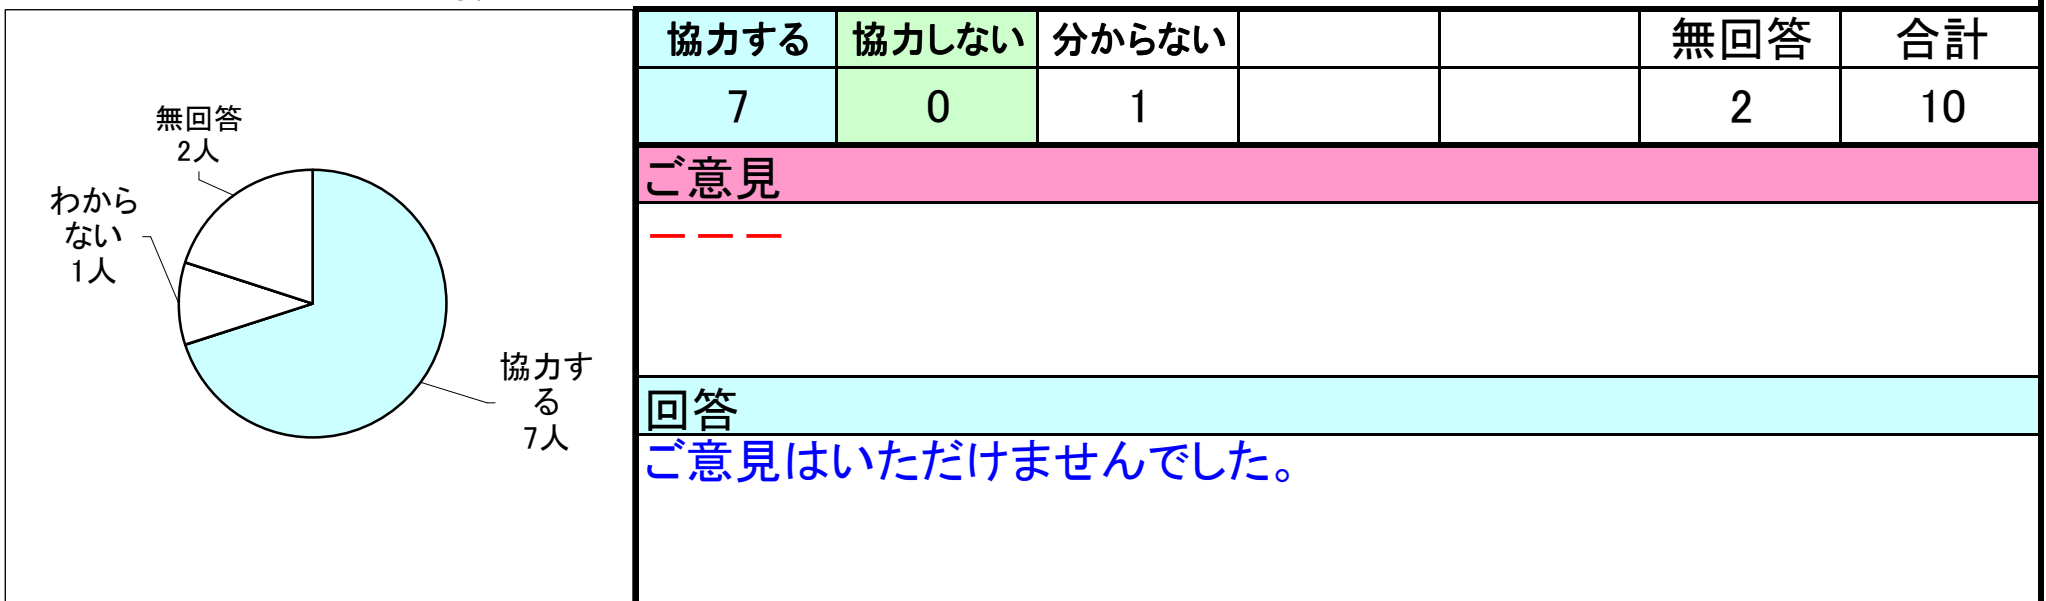 無回答
2人
わから
ない
1人
協力す
る
7人
協力する 協力しない 分からない 無回答 合計
7 0 1 2 10
ご意見
ーーー
回答
ご意見はいただけませんでした。